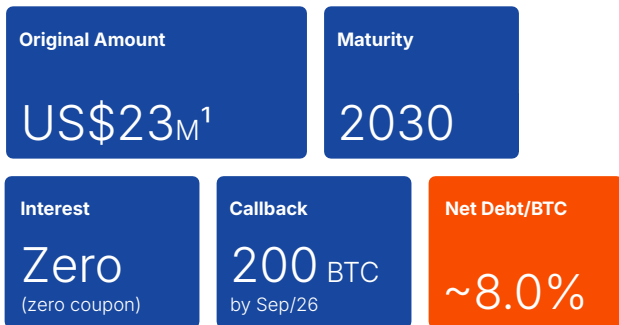 Original Amount
US$23M¹
Maturity
2030
Interest
Zero
(zero coupon)
Callback
200 BTC
by Sep/26
Net Debt/BTC
~8.0%